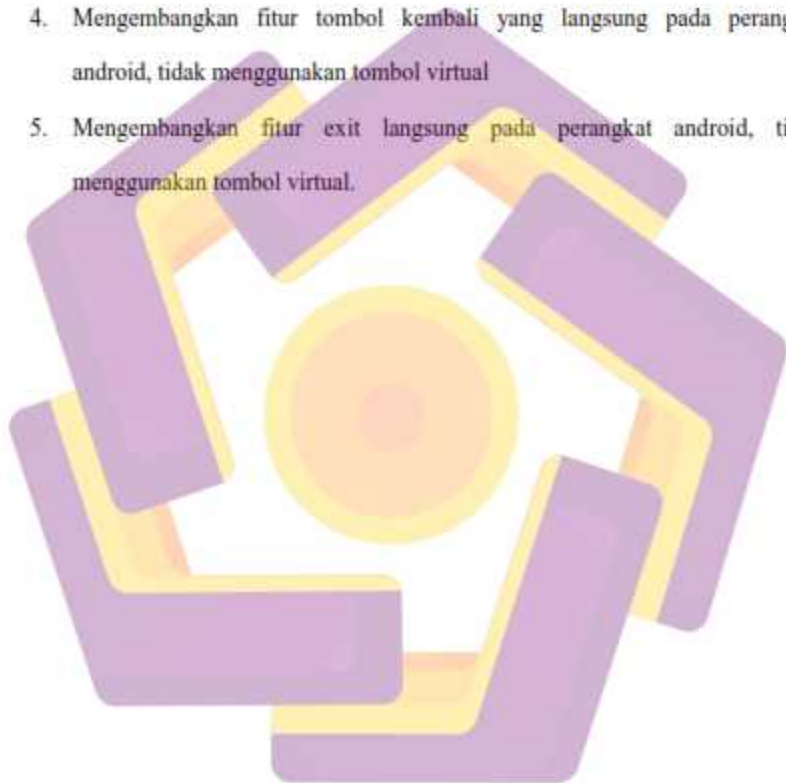 4. Mengembangkan fitur tombol kembali yang langsung pada perang
android, tidak menggunakan tombol virtual
5. Mengembangkan fitur exit langsung pada perangkat android, ti
menggunakan tombol virtual.